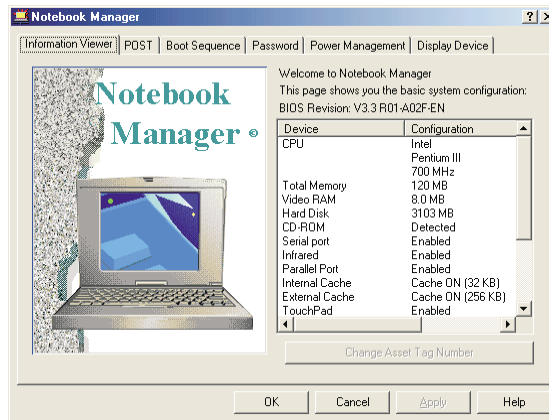 Notebook Manager
Information Viewer POST Boot Sequence Password Power Management Display Device
Notebook
Manager ®
Welcome to Notebook Manager
This page shows you the basic system configuration:
BIOS Revision: V3.3 R01-A02F-EN
Device Configuration
CPU Intel
Pentium III
700 MHz
Total Memory 120 MB
Video RAM 8.0 MB
Hard Disk 3103 MB
CD-ROM Detected
Serial port Enabled
Infrared Enabled
Parallel Port Enabled
Internal Cache Cache ON (32 KB)
External Cache Cache ON (256 KB)
TouchPad Enabled
Change Asset Tag Number
OK Cancel Apply Help